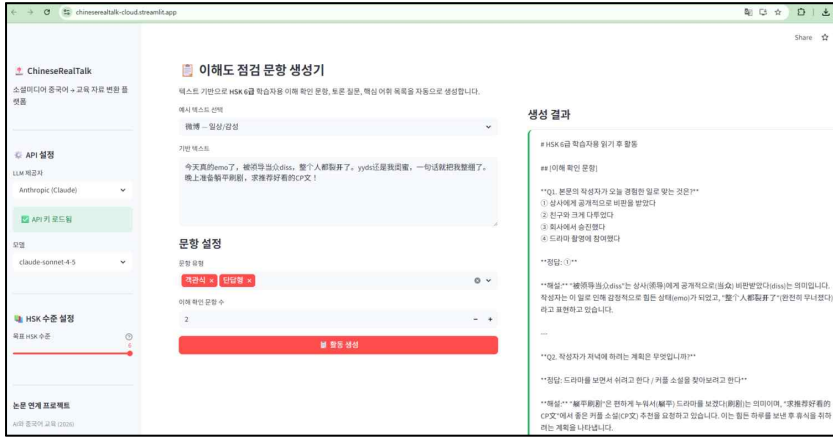 chineserealtalk-cloud.streamlit.app
Share
ChineseRealTalk
소셜미디어 중국어 → 교육 자료 변환 플
랫폼
API 설정
LLM 제공자
Anthropic (Claude)
API 키 로드됨
모델
claude-sonnet-4-5
HSK 수준 설정
목표 HSK 수준
6
논문 연계 프로젝트
AI와 중국어 교육 (2026)
이해도 점검 문항 생성기
텍스트 기반으로 HSK 6급 학습자용 이해 확인 문항, 토론 질문, 핵심 어휘 목록을 자동으로 생성합니다.
예시 텍스트 선택
微博 — 일상/감성
기반 텍스트
今天真的emo了，被领导当众diss，整个人都裂开了。yyds还是我闺蜜，一句话就把我整绷了。
晚上准备躺平刷剧，求推荐好看的CP文！
문항 설정
문항 유형
객관식 × 단답형 ×
이해 확인 문항 수
2
활동 생성
생성 결과
# HSK 6급 학습자용 읽기 후 활동
## [이해 확인 문항]
**Q1. 본문의 작성자가 오늘 경험한 일로 맞는 것은?**
① 상사에게 공개적으로 비판을 받았다
② 친구와 크게 다투었다
③ 회사에서 승진했다
④ 드라마 촬영에 참여했다
**정답: ①**
**해설:** "被领导当众diss"는 상사(领导)에게 공개적으로(当众) 비판받았다(diss)는 의미입니다.
작성자는 이 일로 인해 감정적으로 힘든 상태(emo)가 되었고, "整个人都裂开了"(완전히 무너졌다)
라고 표현하고 있습니다.
---
**Q2. 작성자가 저녁에 하려는 계획은 무엇입니까?**
**정답: 드라마를 보면서 쉬려고 한다 / 커플 소설을 찾아보려고 한다**
**해설:** "躺平刷剧"은 편하게 누워서(躺平) 드라마를 보겠다(刷剧)는 의미이며, "求推荐好看的
CP文"에서 좋은 커플 소설(CP文) 추천을 요청하고 있습니다. 이는 힘든 하루를 보낸 후 휴식을 취하
려는 계획을 나타냅니다.